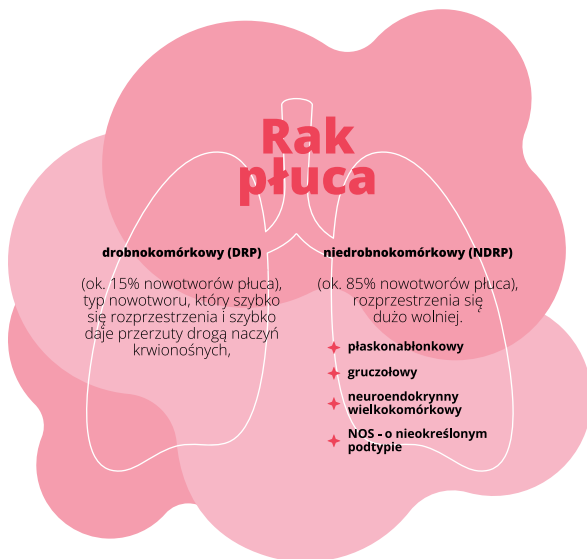 Rak
płuca
drobnokomórkowy (DRP)
(ok. 15% nowotworów płuca),
typ nowotworu, który szybko
się rozprzestrzenia i szybko
daje przerzuty drogą naczyń
krwionośnych,
niedrobnokomórkowy (NDRP)
(ok. 85% nowotworów płuca),
rozprzestrzenia się
dużo wolniej.
płaskonabłonkowy
gruczołowy
neuroendokrynny
wielkokomórkowy
NOS - o nieokreślonym
podtypie